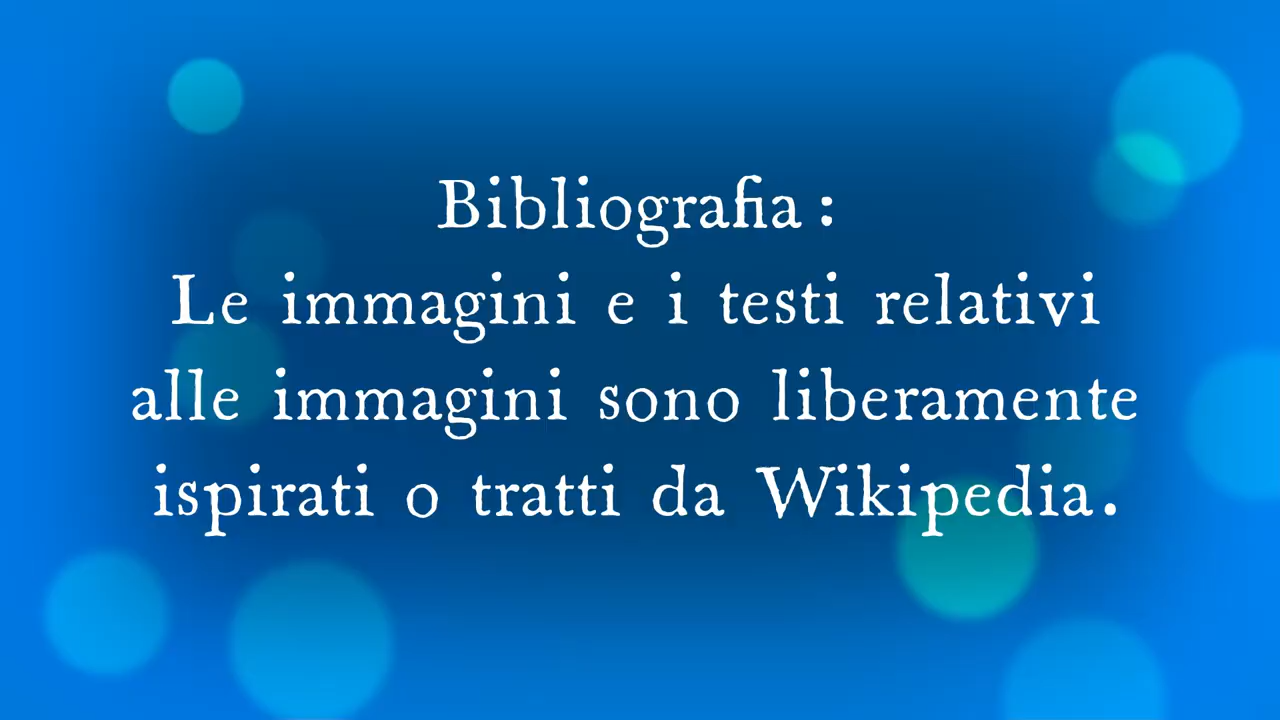 Bibliografia :
Le immagini e i testi relativi
alle immagini sono liberamente
ispirati o tratti da Wikipedia.